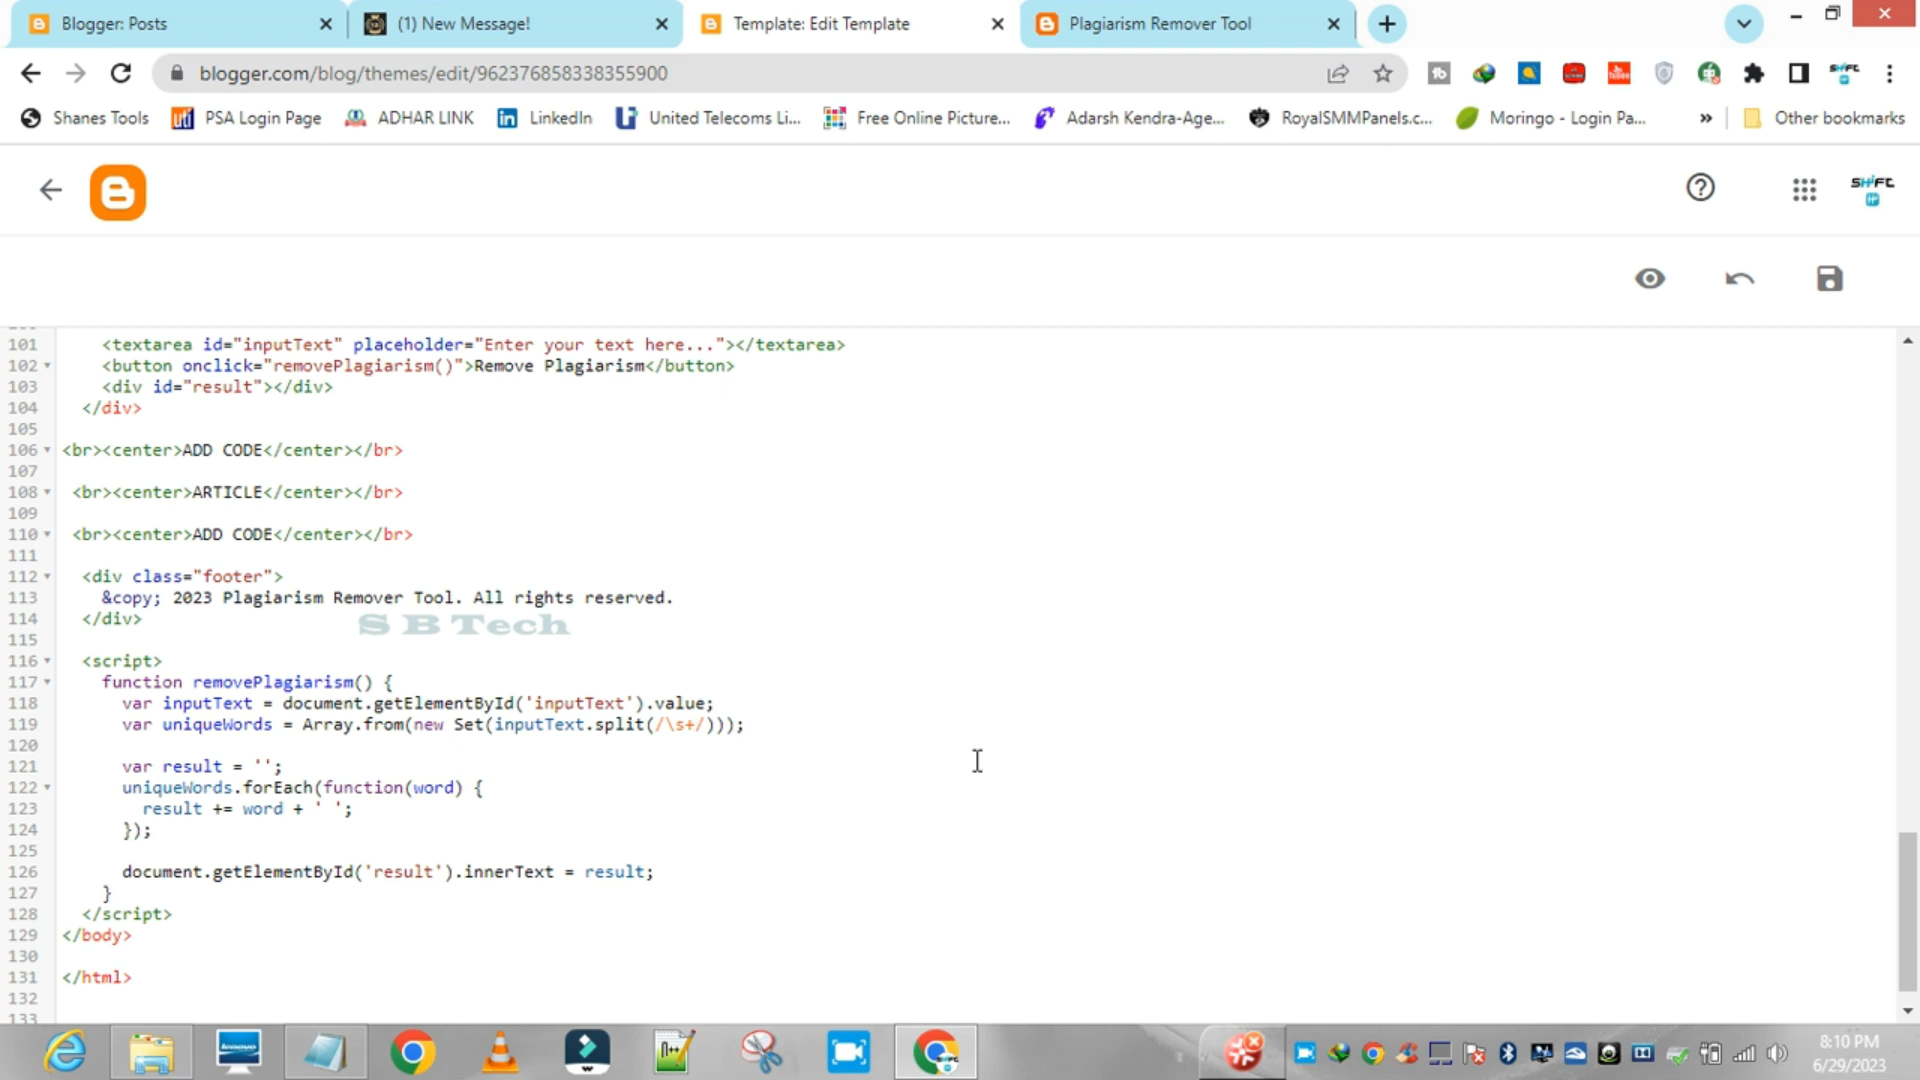 Blogger: Posts
(1) New Message!
Template: Edit Template
Plagiarism Remover Tool
blogger.com/blog/themes/edit/962376858338355900
Shanes Tools
PSA Login Page
ADHAR LINK
LinkedIn
United Telecoms Li...
Free Online Picture...
Adarsh Kendra-Age...
RoyalSMMPanels.c...
Moringo - Login Pa...
»
Other bookmarks
SHiFT
101 <textarea id="inputText" placeholder="Enter your text here..."></textarea>
102 <button onclick="removePlagiarism()">Remove Plagiarism</button>
103 <div id="result"></div>
104 </div>
105
106 <br><center>ADD CODE</center></br>
107
108 <br><center>ARTICLE</center></br>
109
110 <br><center>ADD CODE</center></br>
111
112 <div class="footer">
113 &copy; 2023 Plagiarism Remover Tool. All rights reserved.
114 </div>
S B Tech
115
116 <script>
117 function removePlagiarism() {
118 var inputText = document.getElementById('inputText').value;
119 var uniqueWords = Array.from(new Set(inputText.split(/\s+/)));
120
121 var result = '';
122 uniqueWords.forEach(function(word) {
123 result += word + ' ';
124 });
125
126 document.getElementById('result').innerText = result;
127 }
128 </script>
129 </body>
130
131 </html>
132
133
8:10 PM
6/29/2023